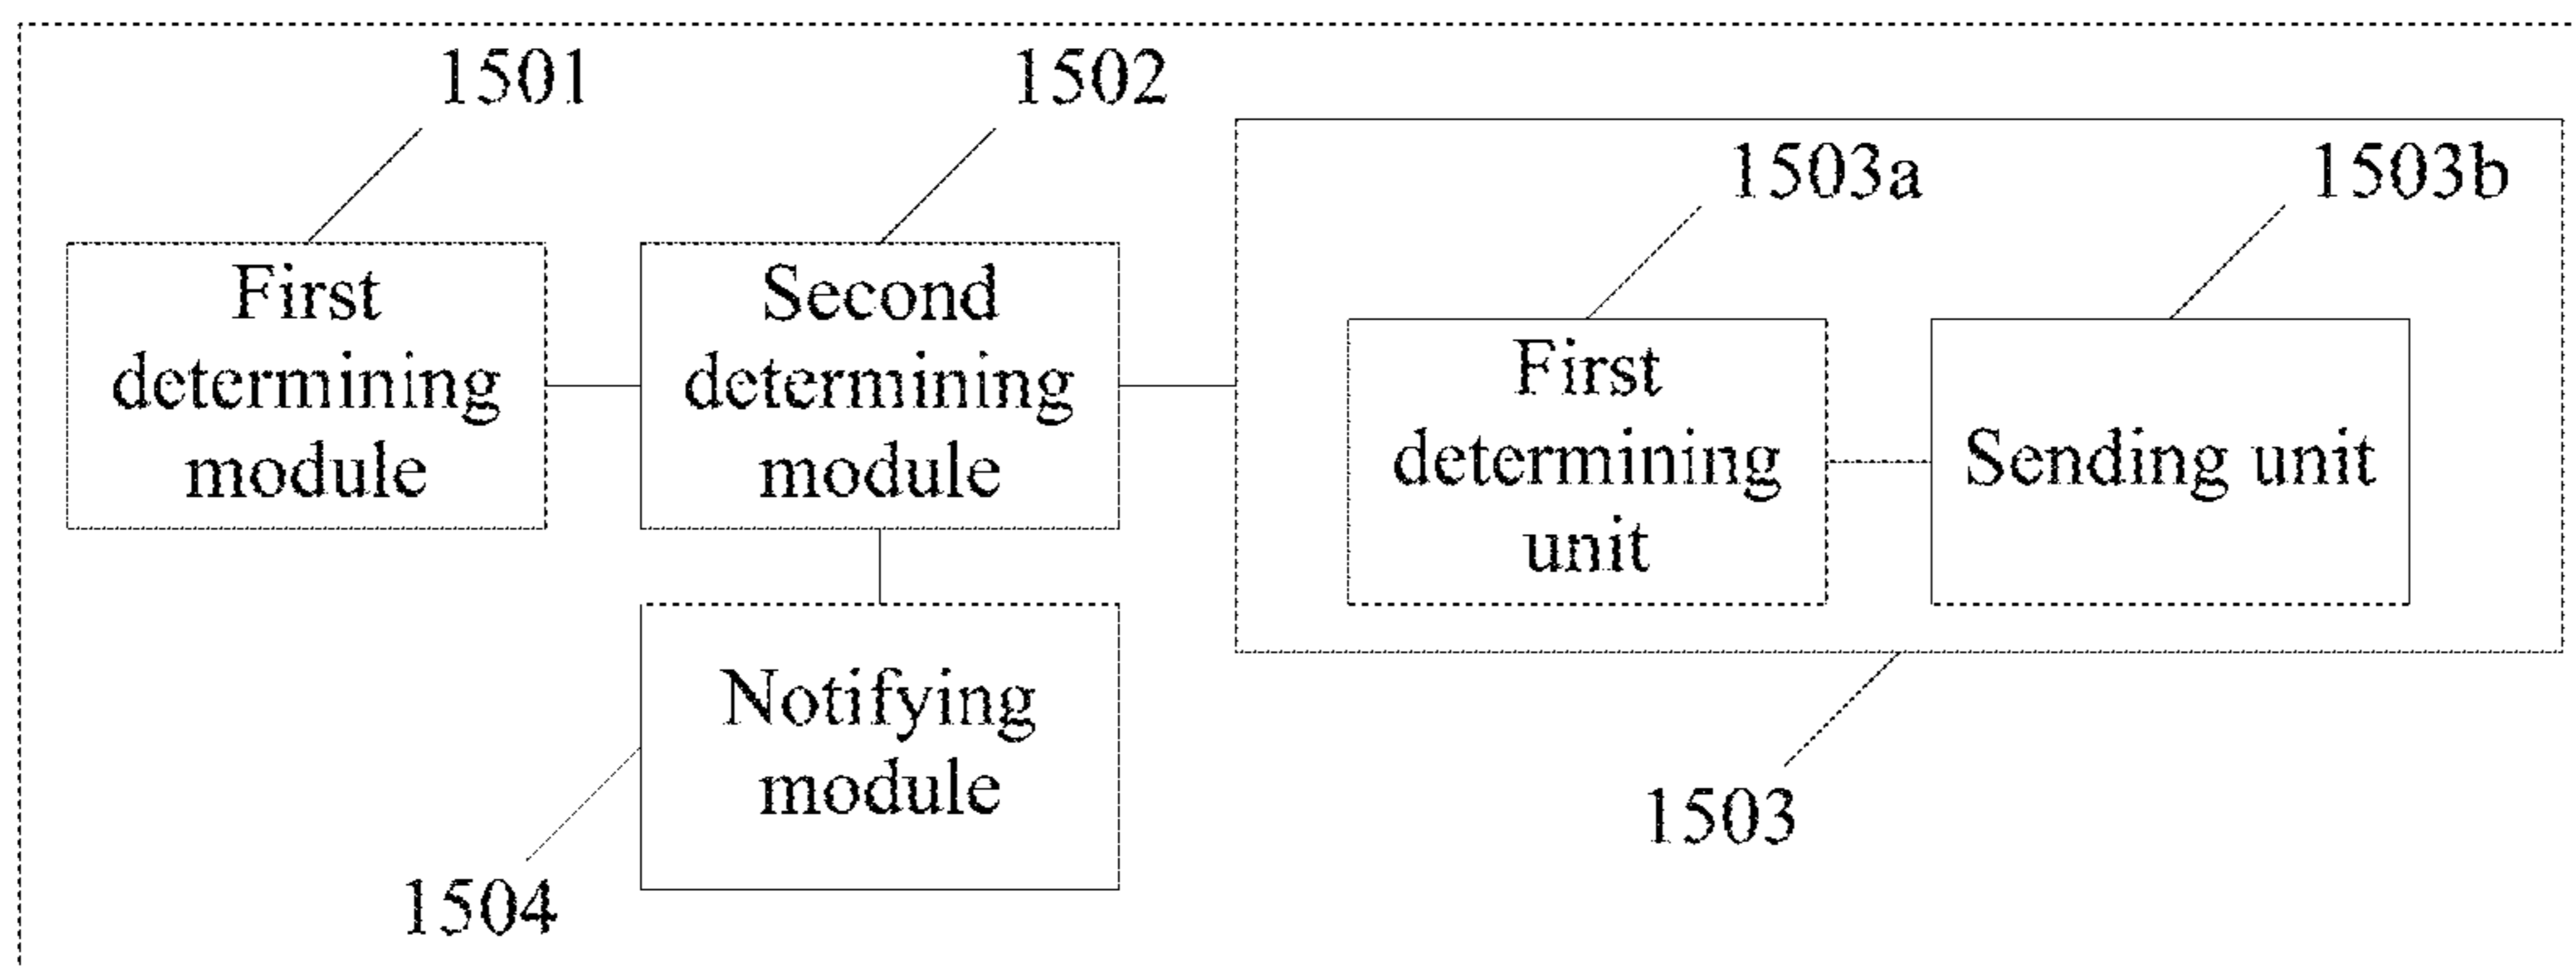 1501
1502
1503a
1503b
First
determining
module
Second
determining
module
First
determining
unit
Sending unit
Notifying
module
1503
1504